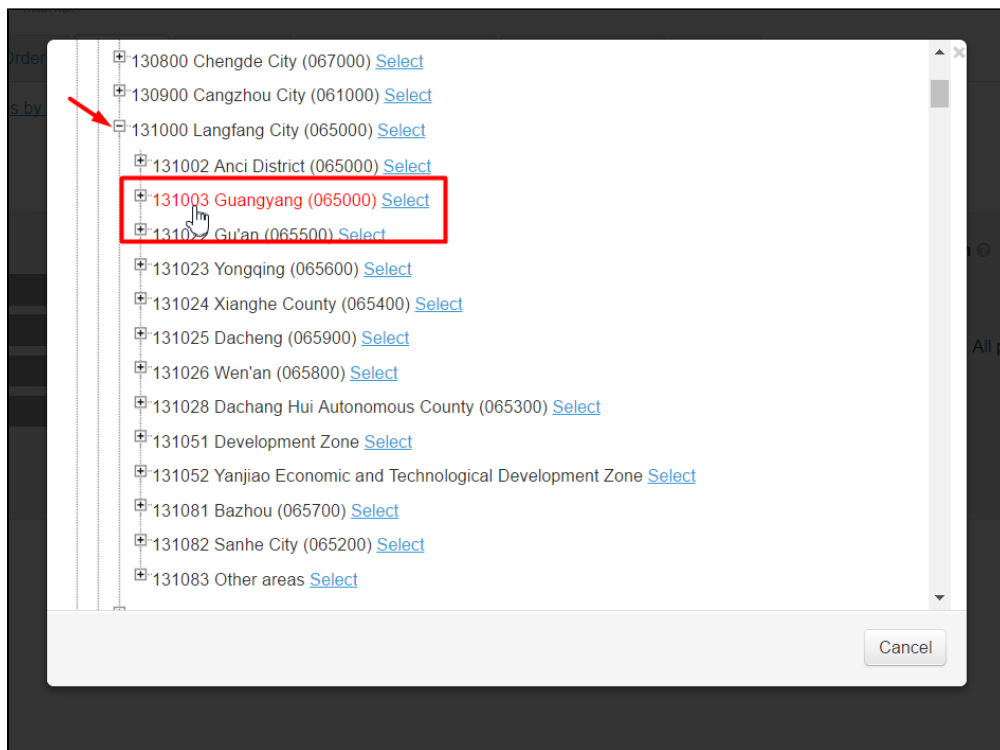 130800 Chengde City (067000) Select
130900 Cangzhou City (061000) Select
131000 Langfang City (065000) Select
131002 Anci District (065000) Select
131003 Guangyang (065000) Select
Gu'an (065500) Select
131023 Yongqing (065600) Select
131024 Xianghe County (065400) Select
131025 Dacheng (065900) Select
131026 Wen'an (065800) Select
131028 Dachang Hui Autonomous County (065300) Select
131051 Development Zone Select
131052 Yanjiao Economic and Technological Development Zone Select
131081 Bazhou (065700) Select
131082 Sanhe City (065200) Select
131083 Other areas Select
Cancel
s by
All